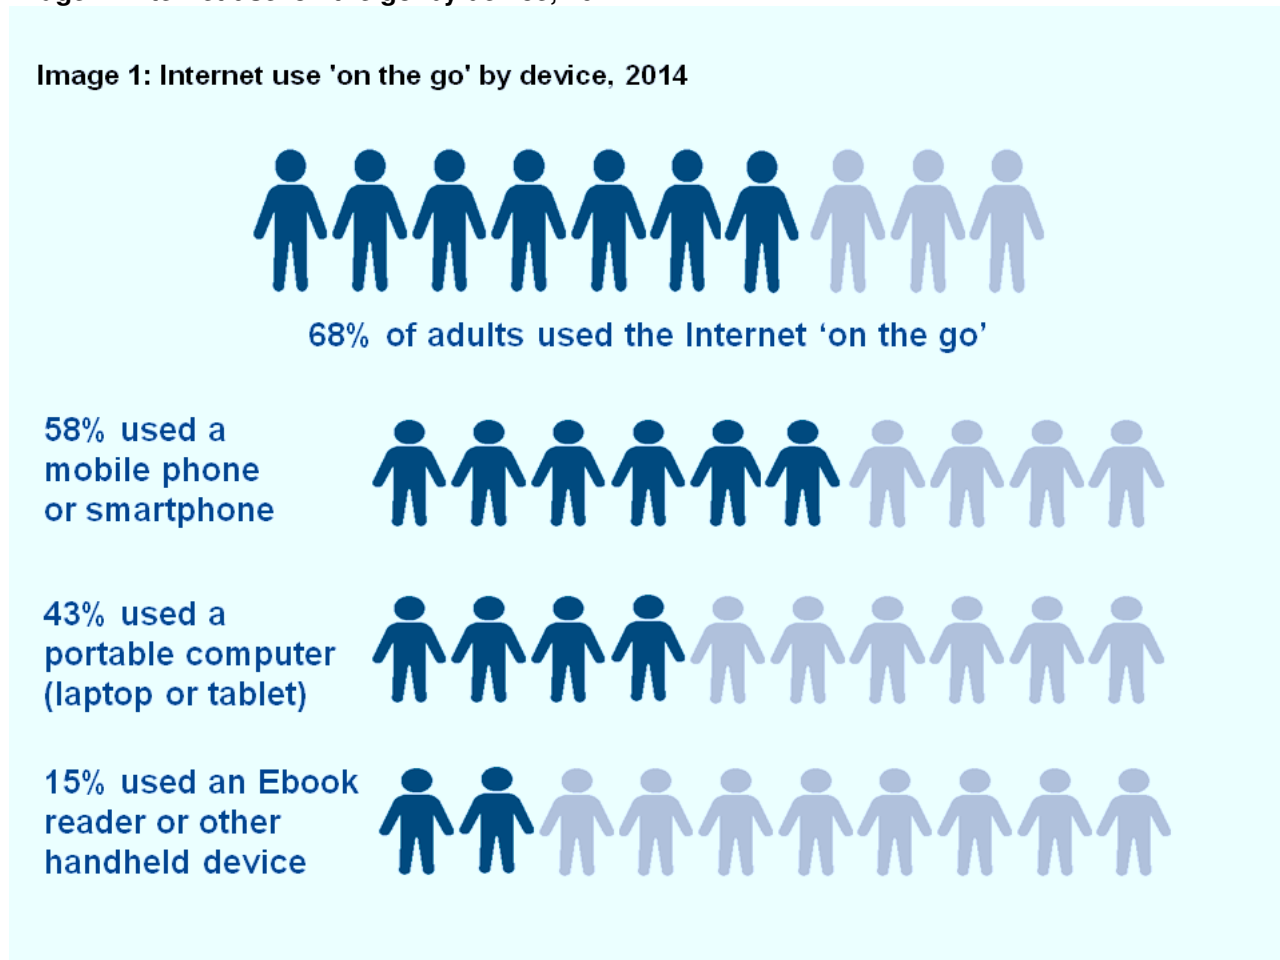 Image 1: Internet use 'on the go' by device, 2014
68% of adults used the Internet ‘on the go’
58% used a
mobile phone
or smartphone
43% used a
portable computer
(laptop or tablet)
15% used an Ebook
reader or other
handheld device